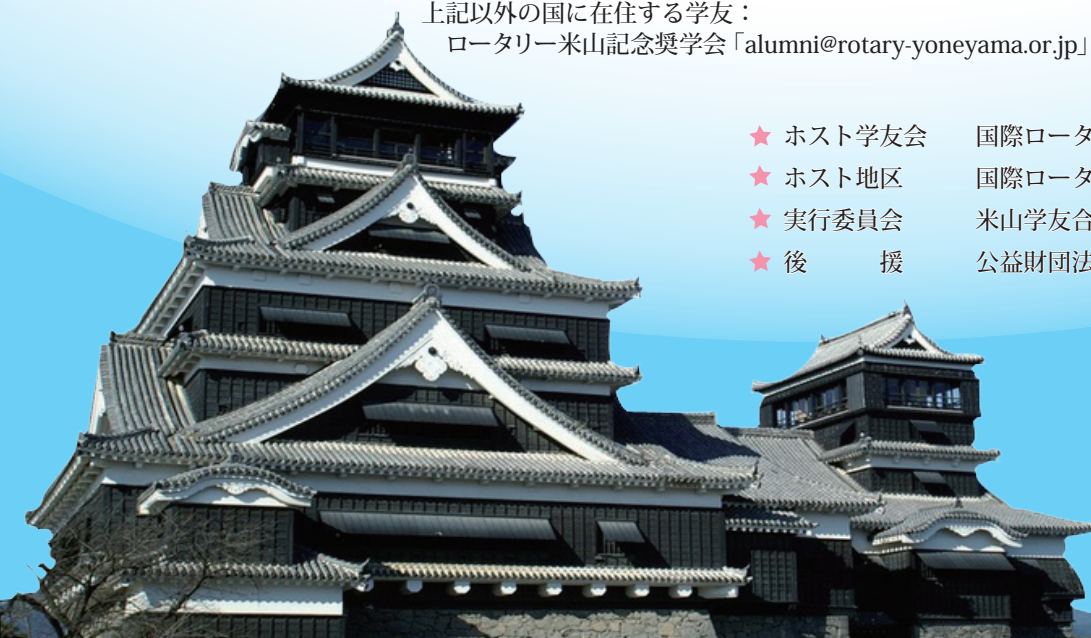 上記以外の国に在住する学友：
ロータリー米山記念奨学会「alumni@rotary-yoneyama.or.jp」
★ ホスト学友会　国際ロータ
★ ホスト地区　国際ロータ
★ 実行委員会　米山学友合
★ 後　援　公益財団法